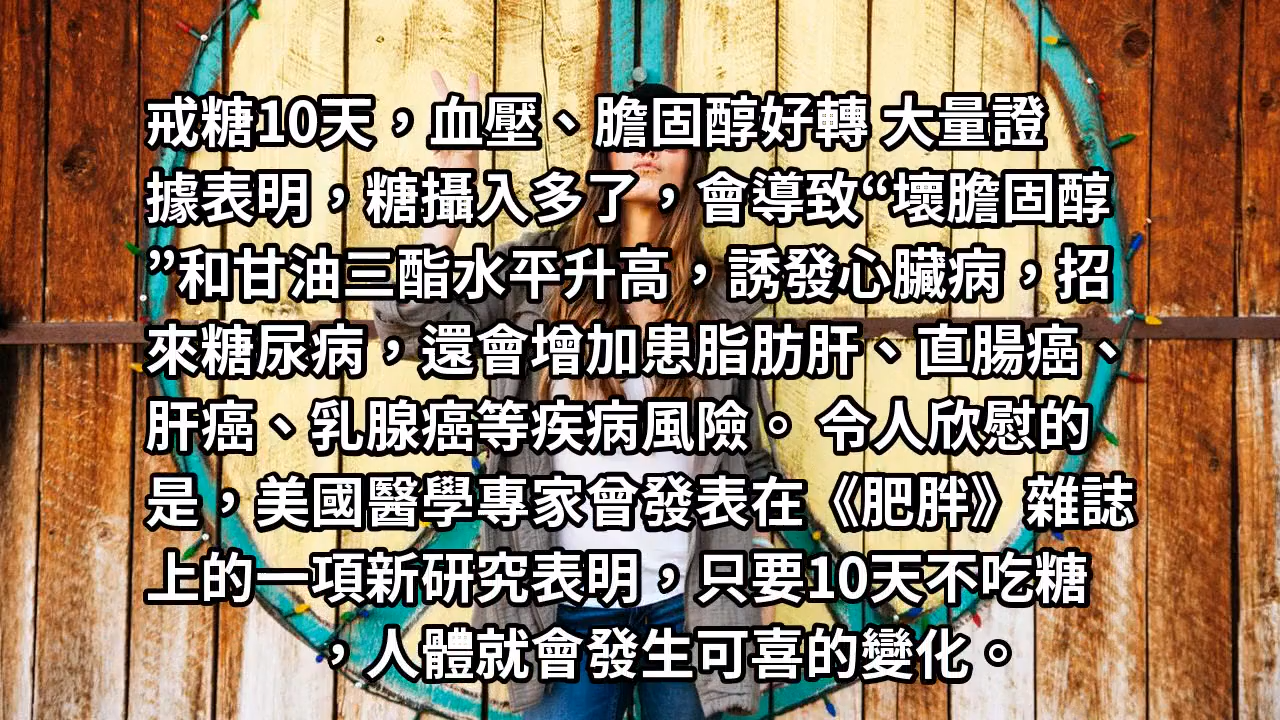 戒糖10天，血壓、膽固醇好轉 大量證
據表明，糖攝入多了，會導致“壞膽固醇
”和甘油三酯水平升高，誘發心臟病，招
來糖尿病，還會增加患脂肪肝、直腸癌、
肝癌、乳腺癌等疾病風險。 令人欣慰的
是，美國醫學專家曾發表在《肥胖》雜誌
上的一項新研究表明，只要10天不吃糖
，人體就會發生可喜的變化。